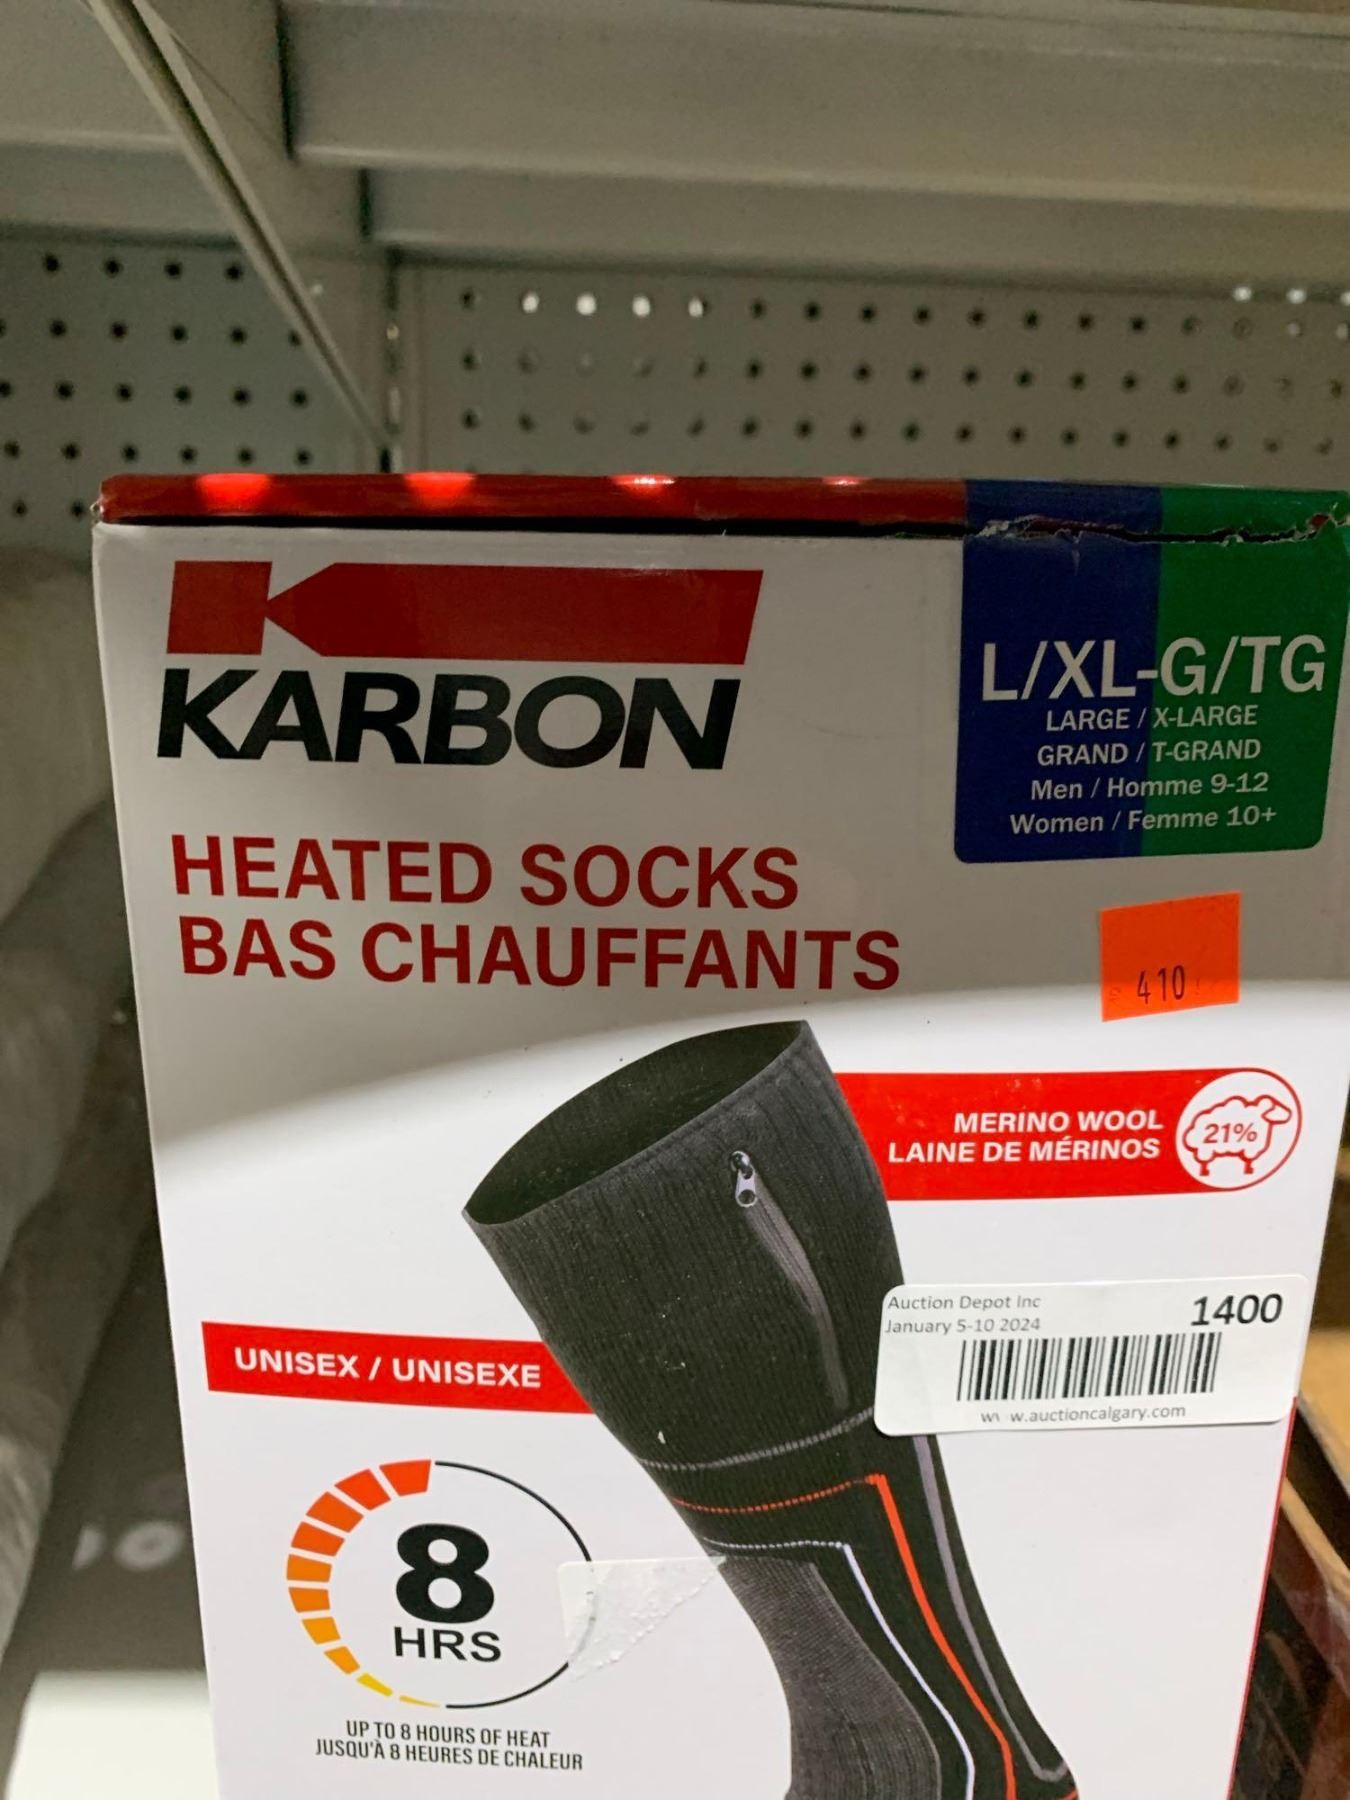 KARBON
HEATED SOCKS
BAS CHAUFFANTS
L/XL-G/TG
LARGE / X-LARGE
GRAND / T-GRAND
Men / Homme 9-12
Women / Femme 10+
410
MERINO WOOL
LAINE DE MÉRINOS
21%
Auction Depot Inc
January 5-10 2024
1400
www.auctioncalgary.com
UNISEX / UNISEXE
8
HRS
UP TO 8 HOURS OF HEAT
JUSQU'À 8 HEURES DE CHALEUR